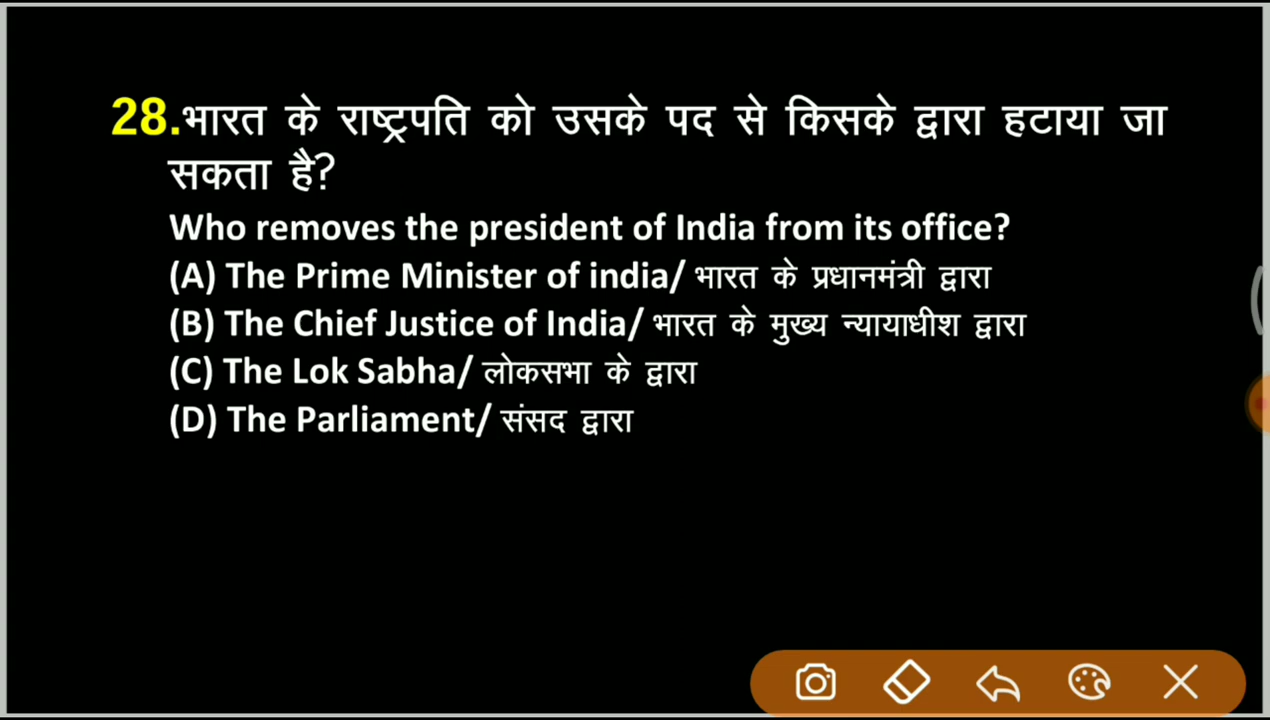 28.भारत के राष्ट्रपति को उसके पद से किसके द्वारा हटाया जा
सकता है?
Who removes the president of India from its office?
(A) The Prime Minister of india/ भारत के प्रधानमंत्री द्वारा
(B) The Chief Justice of India/ भारत के मुख्य न्यायाधीश द्वारा
(C) The Lok Sabha/ लोकसभा के द्वारा
(D) The Parliament/ संसद द्वारा